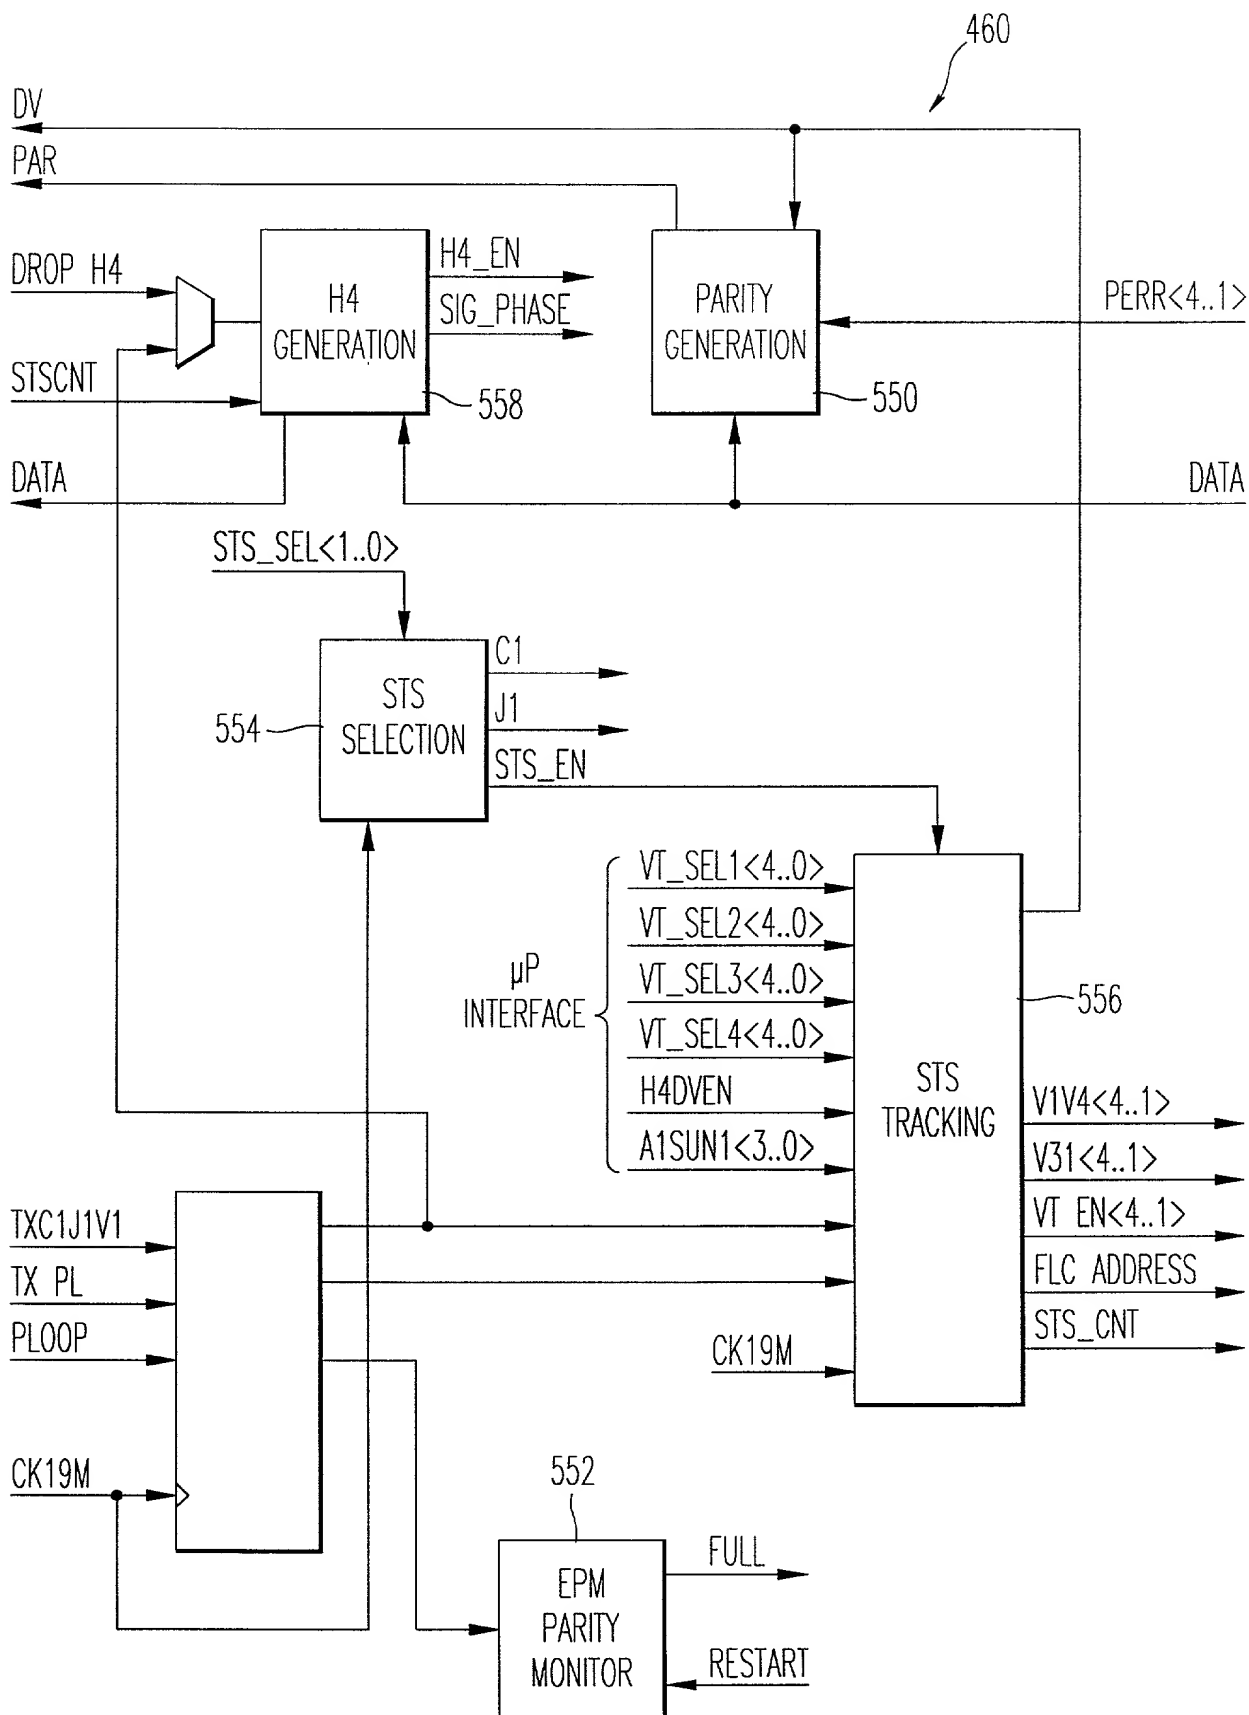 460
DV
PAR
DROP H4
H4_EN
SIG_PHASE
H4
GENERATION
PARITY
GENERATION
PERR<4..1>
STSCNT
558
550
DATA
DATA
STS_SEL<1..0>
C1
STS
SELECTION
J1
554
STS_EN
VT_SEL1<4..0>
VT_SEL2<4..0>
VT_SEL3<4..0>
VT_SEL4<4..0>
H4DVEN
A1SUN1<3..0>
µP
INTERFACE
556
STS
TRACKING
V1V4<4..1>
V31<4..1>
VT EN<4..1>
FLC ADDRESS
STS_CNT
TXC1J1V1
TX PL
PLOOP
CK19M
CK19M
552
EPM
PARITY
MONITOR
FULL
RESTART